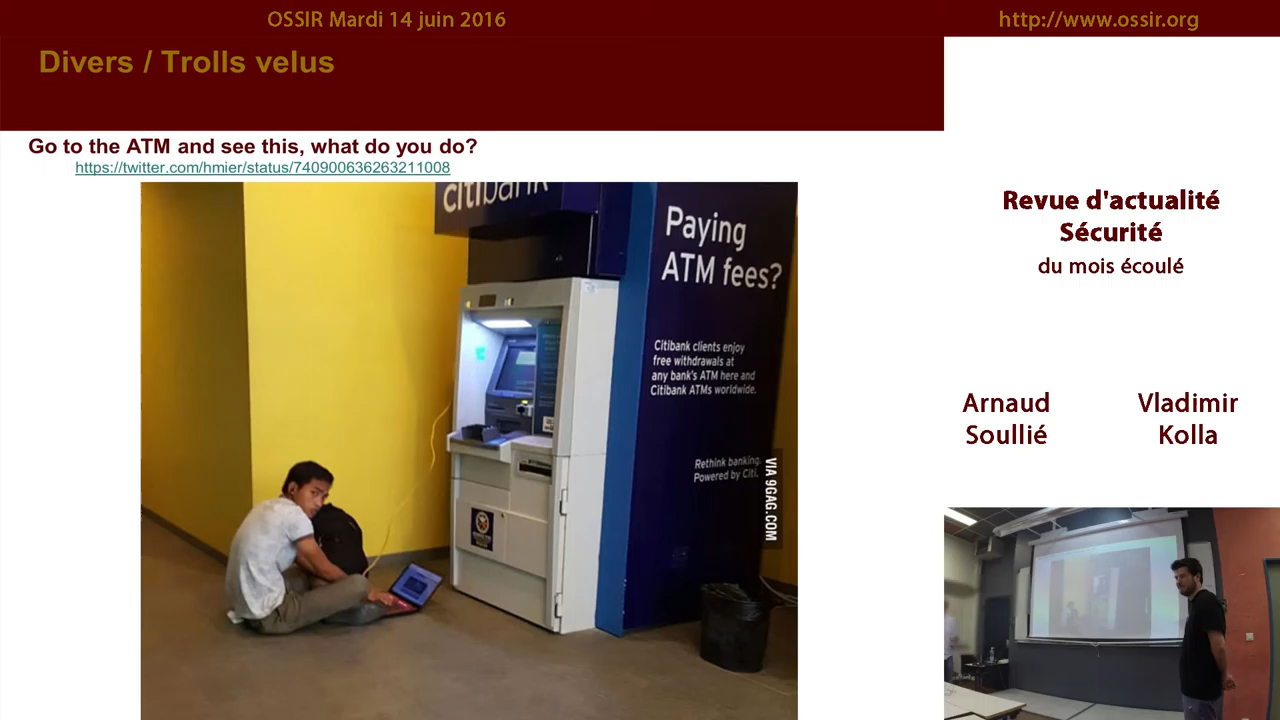 OSSIR Mardi 14 juin 2016
http://www.ossir.org
Divers / Trolls velus
Go to the ATM and see this, what do you do?
https://twitter.com/hmier/status/740900636263211008
citibank
Paying
ATM fees?
Citibank clients enjoy
free withdrawals at
any bank's ATM here and
Citibank ATMs worldwide.
Rethink banking.
Powered by Citi.
VIA 9GAG.COM
Revue d'actualité
Sécurité
du mois écoulé
Arnaud
Soullié
Vladimir
Kolla